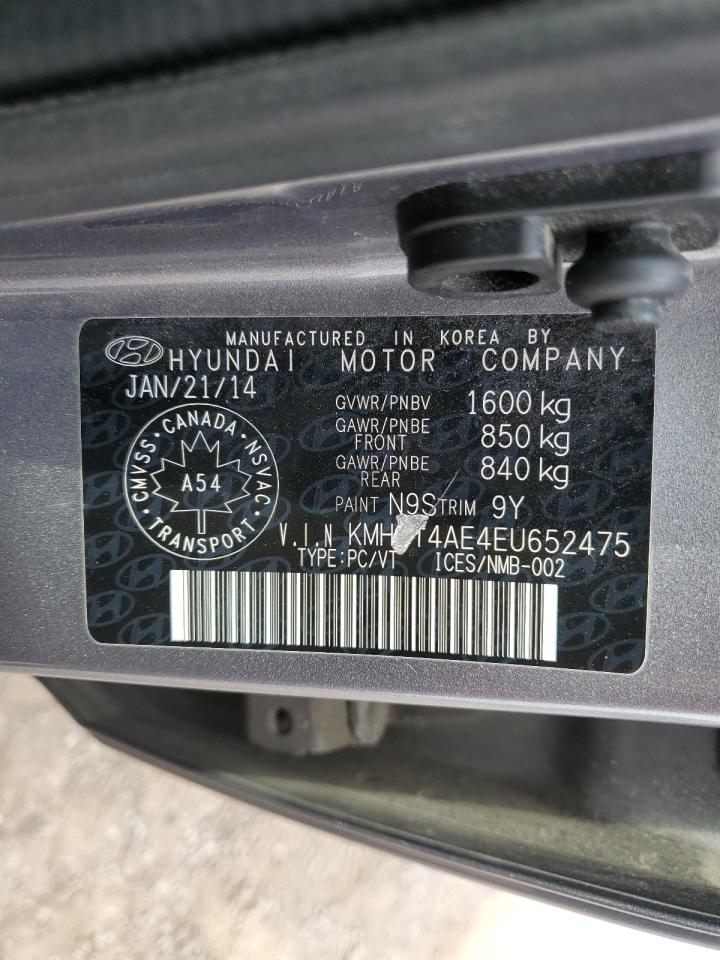 MANUFACTURED IN KOREA BY
HYUNDAI MOTOR COMPANY
JAN/21/14
GVWR/PNBV 1600 kg
GAWR/PNBE FRONT 850 kg
GAWR/PNBE REAR 840 kg
CMVSS • CANADA • NSVAC
A54
TRANSPORT
PAINT N9S TRIM 9Y
V.I.N
TYPE:PC/VT ICES/NMB-002